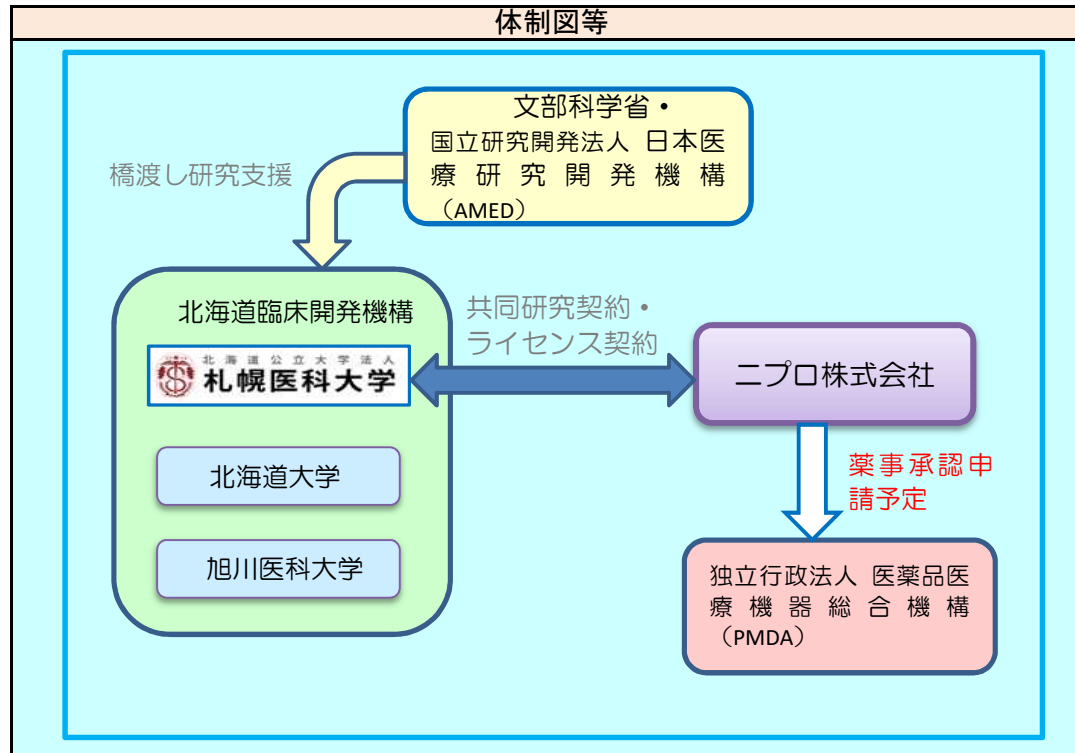 体制図等
文部科学省・
国立研究開発法人 日本医
療研究開発機構
（AMED）
橋渡し研究支援
北海道臨床開発機構
北海道公立大学法人
札幌医科大学
北海道大学
旭川医科大学
共同研究契約・
ライセンス契約
ニプロ株式会社
薬事承認申
請予定
独立行政法人 医薬品医
療機器総合機構
（PMDA）